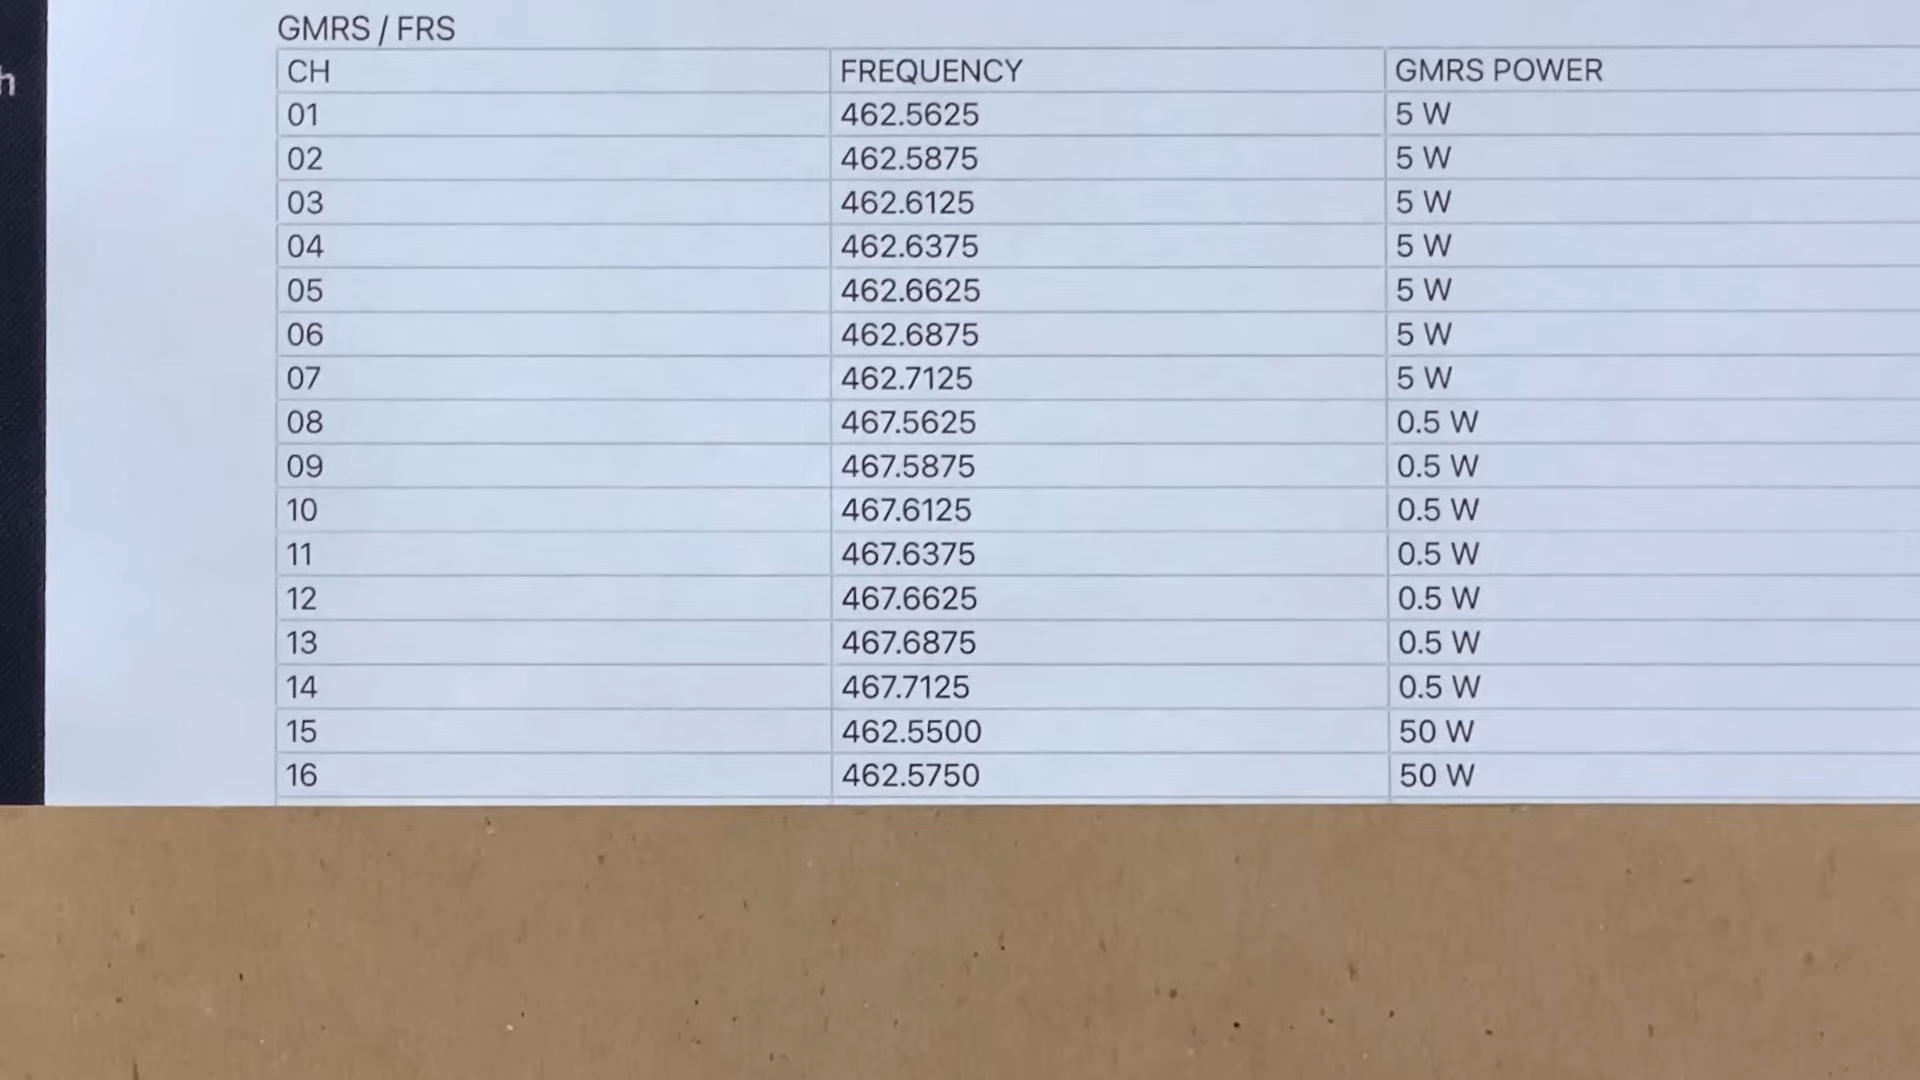 GMRS / FRS
h
CH FREQUENCY GMRS POWER
01 462.5625 5 W
02 462.5875 5 W
03 462.6125 5 W
04 462.6375 5 W
05 462.6625 5 W
06 462.6875 5 W
07 462.7125 5 W
08 467.5625 0.5 W
09 467.5875 0.5 W
10 467.6125 0.5 W
11 467.6375 0.5 W
12 467.6625 0.5 W
13 467.6875 0.5 W
14 467.7125 0.5 W
15 462.5500 50 W
16 462.5750 50 W